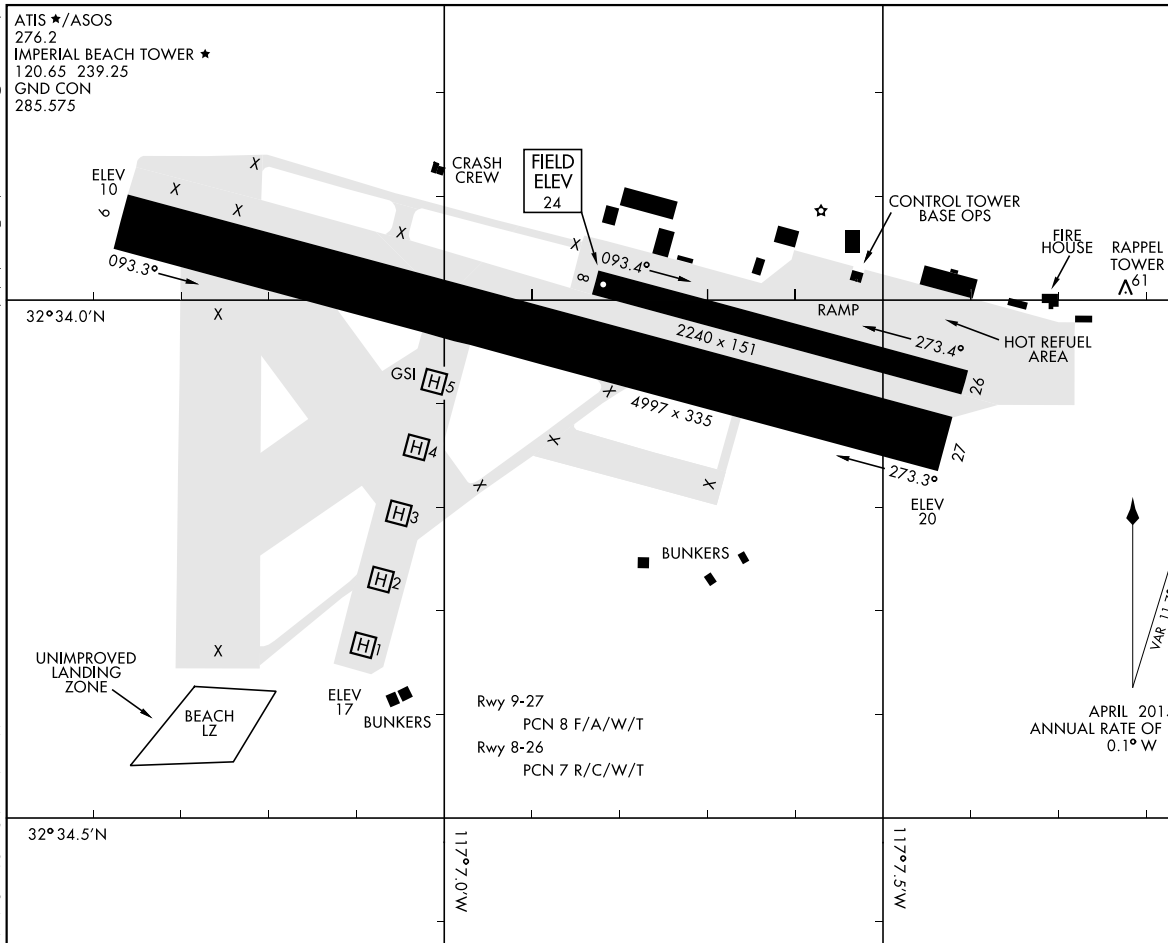 ATIS ★/ASOS
276.2
IMPERIAL BEACH TOWER ★
120.65 239.25
GND CON
285.575
ELEV
10
9
093.3°
X
X
X
X
X
CRASH
CREW
FIELD
ELEV
24
8
093.4°
CONTROL TOWER
BASE OPS
FIRE
HOUSE
RAPPEL
TOWER
61
32°34.0'N
X
RAMP
2240 x 151
273.4°
HOT REFUEL
AREA
26
GSI
H 5
X
4997 x 335
27
H 4
X
273.3°
X
X
ELEV
20
H 3
BUNKERS
H 2
H 1
X
VAR
UNIMPROVED
LANDING
ZONE
BEACH
LZ
ELEV
17
BUNKERS
Rwy 9-27
PCN 8 F/A/W/T
Rwy 8-26
PCN 7 R/C/W/T
APRIL 201
ANNUAL RATE OF
0.1° W
32°34.5'N
117°7.0'W
117°7.5'W